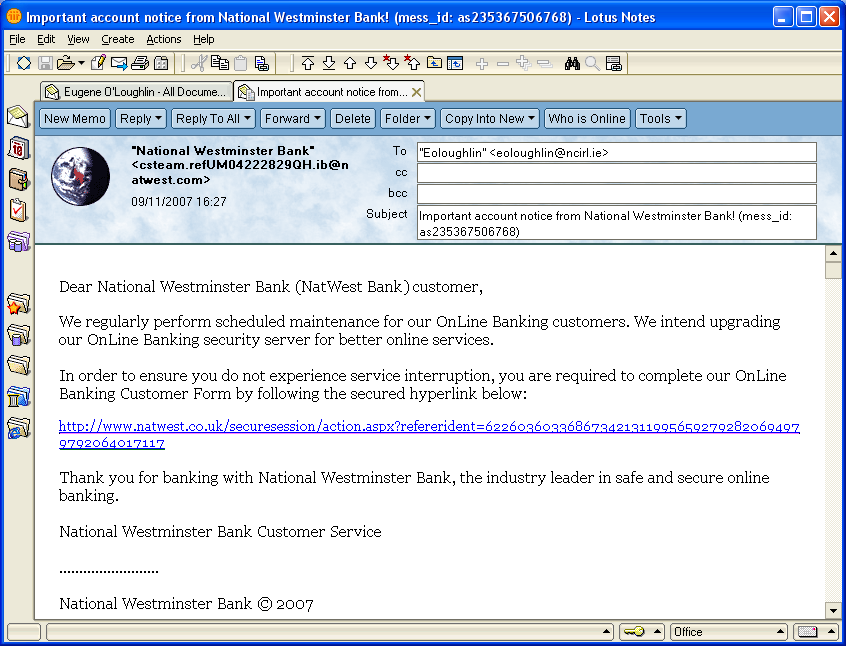 Important account notice from National Westminster Bank! (mess_id: as235367506768) - Lotus Notes
File Edit View Create Actions Help
Eugene O'Loughlin - All Docume... Important account notice from...
New Memo Reply Reply To All Forward Delete Folder Copy Into New Who is Online Tools
"National Westminster Bank"
<csteam.refUM04222829QH.ib@n
atwest.com>
09/11/2007 16:27
To "Eoloughlin" <eoloughlin@ncirl.ie>
cc
bcc
Subject Important account notice from National Westminster Bank! (mess_id:
as235367506768)
Dear National Westminster Bank (NatWest Bank) customer,
We regularly perform scheduled maintenance for our OnLine Banking customers. We intend upgrading
our OnLine Banking security server for better online services.
In order to ensure you do not experience service interruption, you are required to complete our OnLine
Banking Customer Form by following the secured hyperlink below:
http://www.natwest.co.uk/securesession/action.aspx?refererident=622603603368673421311995659279282069497
9792064017117
Thank you for banking with National Westminster Bank, the industry leader in safe and secure online
banking.
National Westminster Bank Customer Service
.........................
National Westminster Bank © 2007
Office